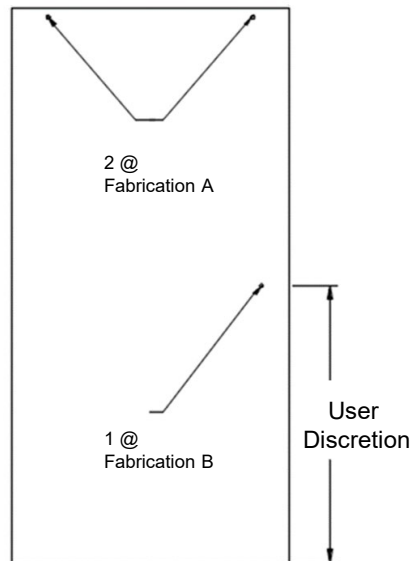 2 @
Fabrication A
1 @
Fabrication B
User
Discretion